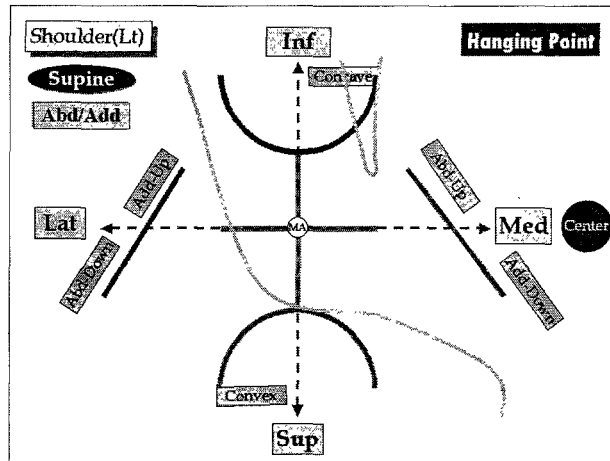 Shoulder(Lt)
Inf
Hanging Point
Supine
Concave
Abd/Add
Add-Up
Abd-Up
Lat
MA
Med
Center
Abd-Down
Add-Down
Convex
Sup